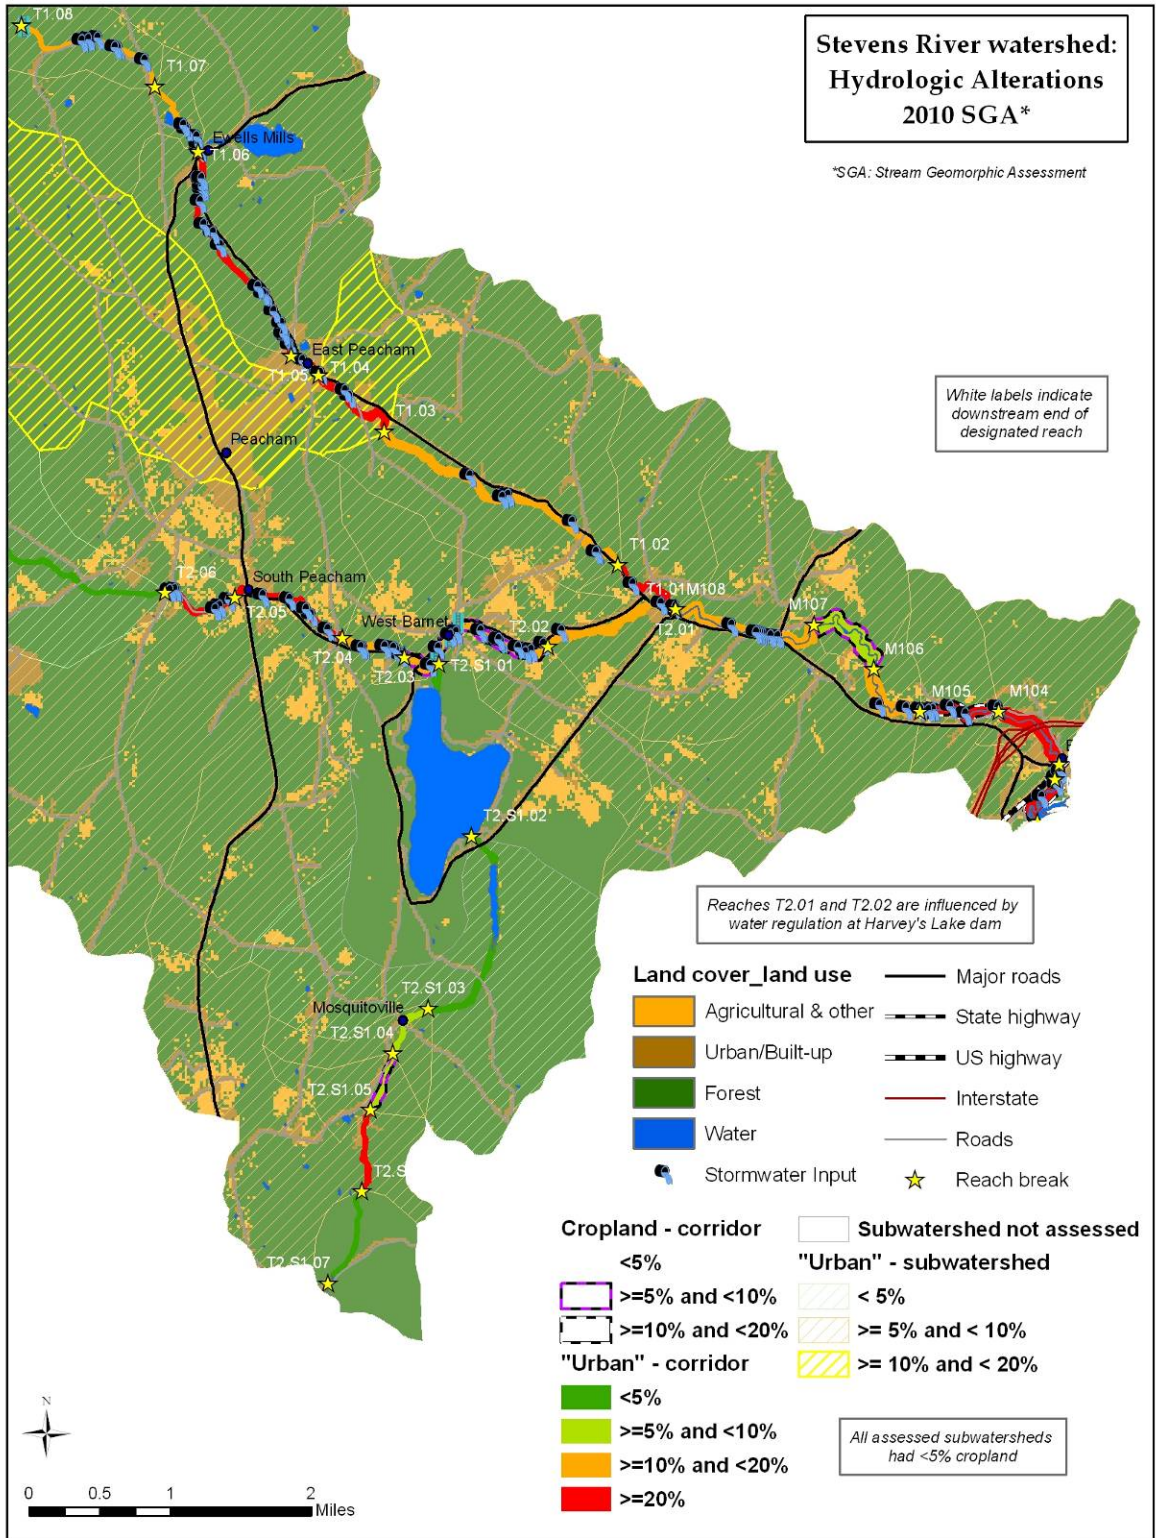 T1.08
Stevens River watershed:
Hydrologic Alterations
2010 SGA*
T1.07
Ewells Mills
T1.06
*SGA: Stream Geomorphic Assessment
East Peacham
T1.04
T1.05
White labels indicate
downstream end of
designated reach
T1.03
Peacham
T1.02
T2.06
South Peacham
T1.01
M108
T2.05
M107
West Barnet
T2.02
T2.01
T2.04
M106
T2.03
T2.S1.01
M105
M104
T2.S1.02
Reaches T2.01 and T2.02 are influenced by
water regulation at Harvey's Lake dam
T2.S1.03
Mosquitoville
T2.S1.04
T2.S1.05
T2.S1.07
Land cover_land use
Agricultural & other
Urban/Built-up
Forest
Water
Stormwater Input
Major roads
State highway
US highway
Interstate
Roads
Reach break
Cropland - corridor
<5%
>=5% and <10%
>=10% and <20%
"Urban" - corridor
<5%
>=5% and <10%
>=10% and <20%
>=20%
Subwatershed not assessed
"Urban" - subwatershed
< 5%
>= 5% and < 10%
>= 10% and < 20%
All assessed subwatersheds
had <5% cropland
N
0 0.5 1 2
Miles